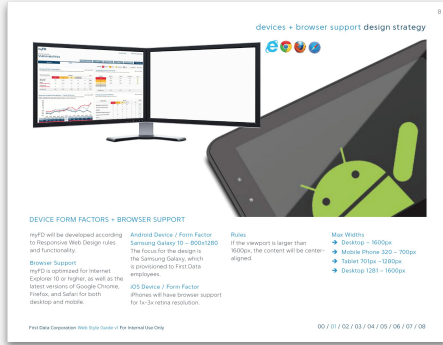 8
devices + browser support design strategy
myFD
DEVICE FORM FACTORS + BROWSER SUPPORT
myFD will be developed according
to Responsive Web Design rules
and functionality.
Browser Support
myFD is optimized for Internet
Explorer 10 or higher, as well as the
latest versions of Google Chrome,
Firefox, and Safari for both
desktop and mobile.
Android Device / Form Factor
Samsung Galaxy 10 – 800x1280
The focus for the design is
the Samsung Galaxy, which
is provisioned to First Data
employees.
iOS Device / Form Factor
iPhones will have browser support
for 1x-3x retina resolution.
Rules
If the viewport is larger than
1600px, the content will be center-
aligned.
Max Widths
➔ Desktop – 1600px
➔ Mobile Phone 320 – 700px
➔ Tablet 701px –1280px
➔ Desktop 1281 – 1600px
First Data Corporation Web Style Guide v1 For Internal Use Only
00 / 01 / 02 / 03 / 04 / 05 / 06 / 07 / 08